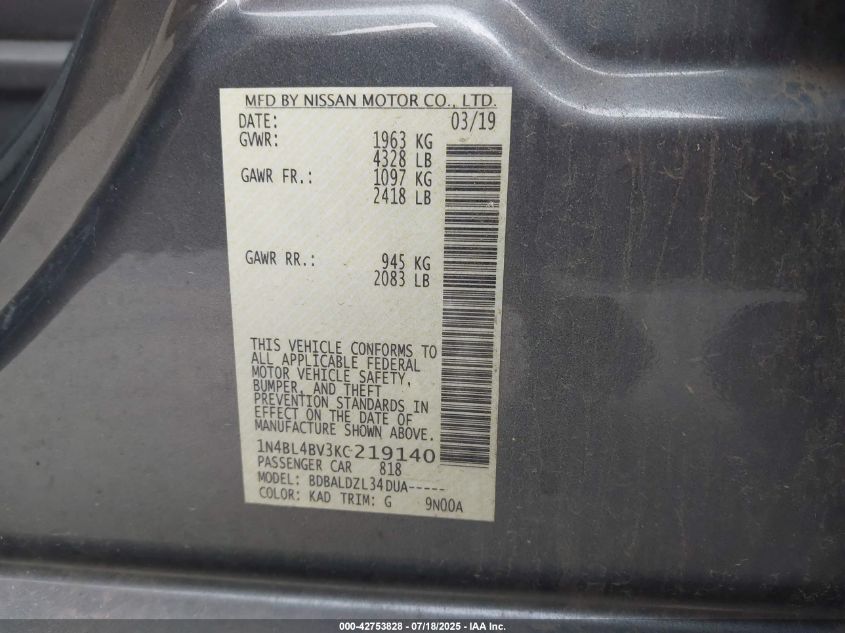 MFD BY NISSAN MOTOR CO., LTD.
DATE: 03/19
GVWR: 1963 KG
4328 LB
GAWR FR.: 1097 KG
2418 LB
GAWR RR.: 945 KG
2083 LB
THIS VEHICLE CONFORMS TO
ALL APPLICABLE FEDERAL
MOTOR VEHICLE SAFETY,
BUMPER, AND THEFT
PREVENTION STANDARDS IN
EFFECT ON THE DATE OF
MANUFACTURE SHOWN ABOVE.
1N4BL4BV3KC219140
PASSENGER CAR 818
MODEL: BDBALDZL34DUA-----
COLOR: KAD TRIM: G 9N00A
000-42753828 - 07/18/2025 - IAA Inc.